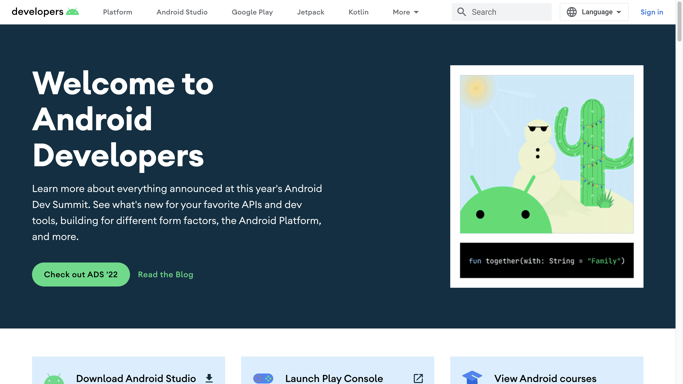 developers
Platform
Android Studio
Google Play
Jetpack
Kotlin
More
Search
Language
Sign in
Welcome to
Android
Developers
Learn more about everything announced at this year's Android
Dev Summit. See what's new for your favorite APIs and dev
tools, building for different form factors, the Android Platform,
and more.
Check out ADS '22
Read the Blog
fun together(with: String = "Family")
Download Android Studio
Launch Play Console
View Android courses